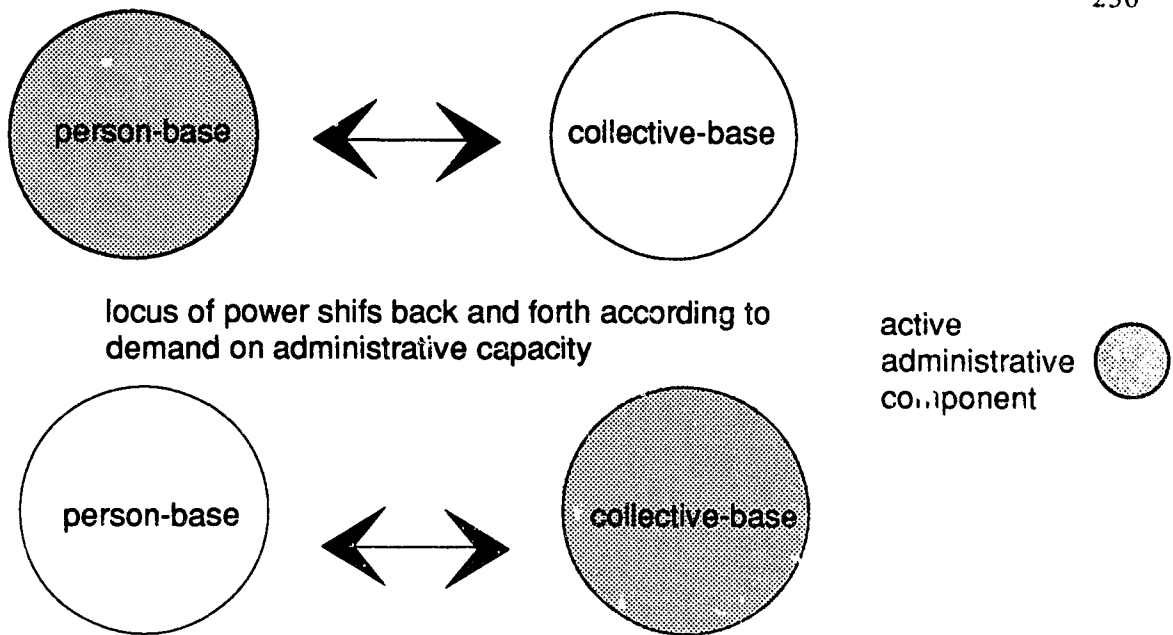 person-base
collective-base
locus of power shifs back and forth according to
demand on administrative capacity
active
administrative
component
person-base
collective-base